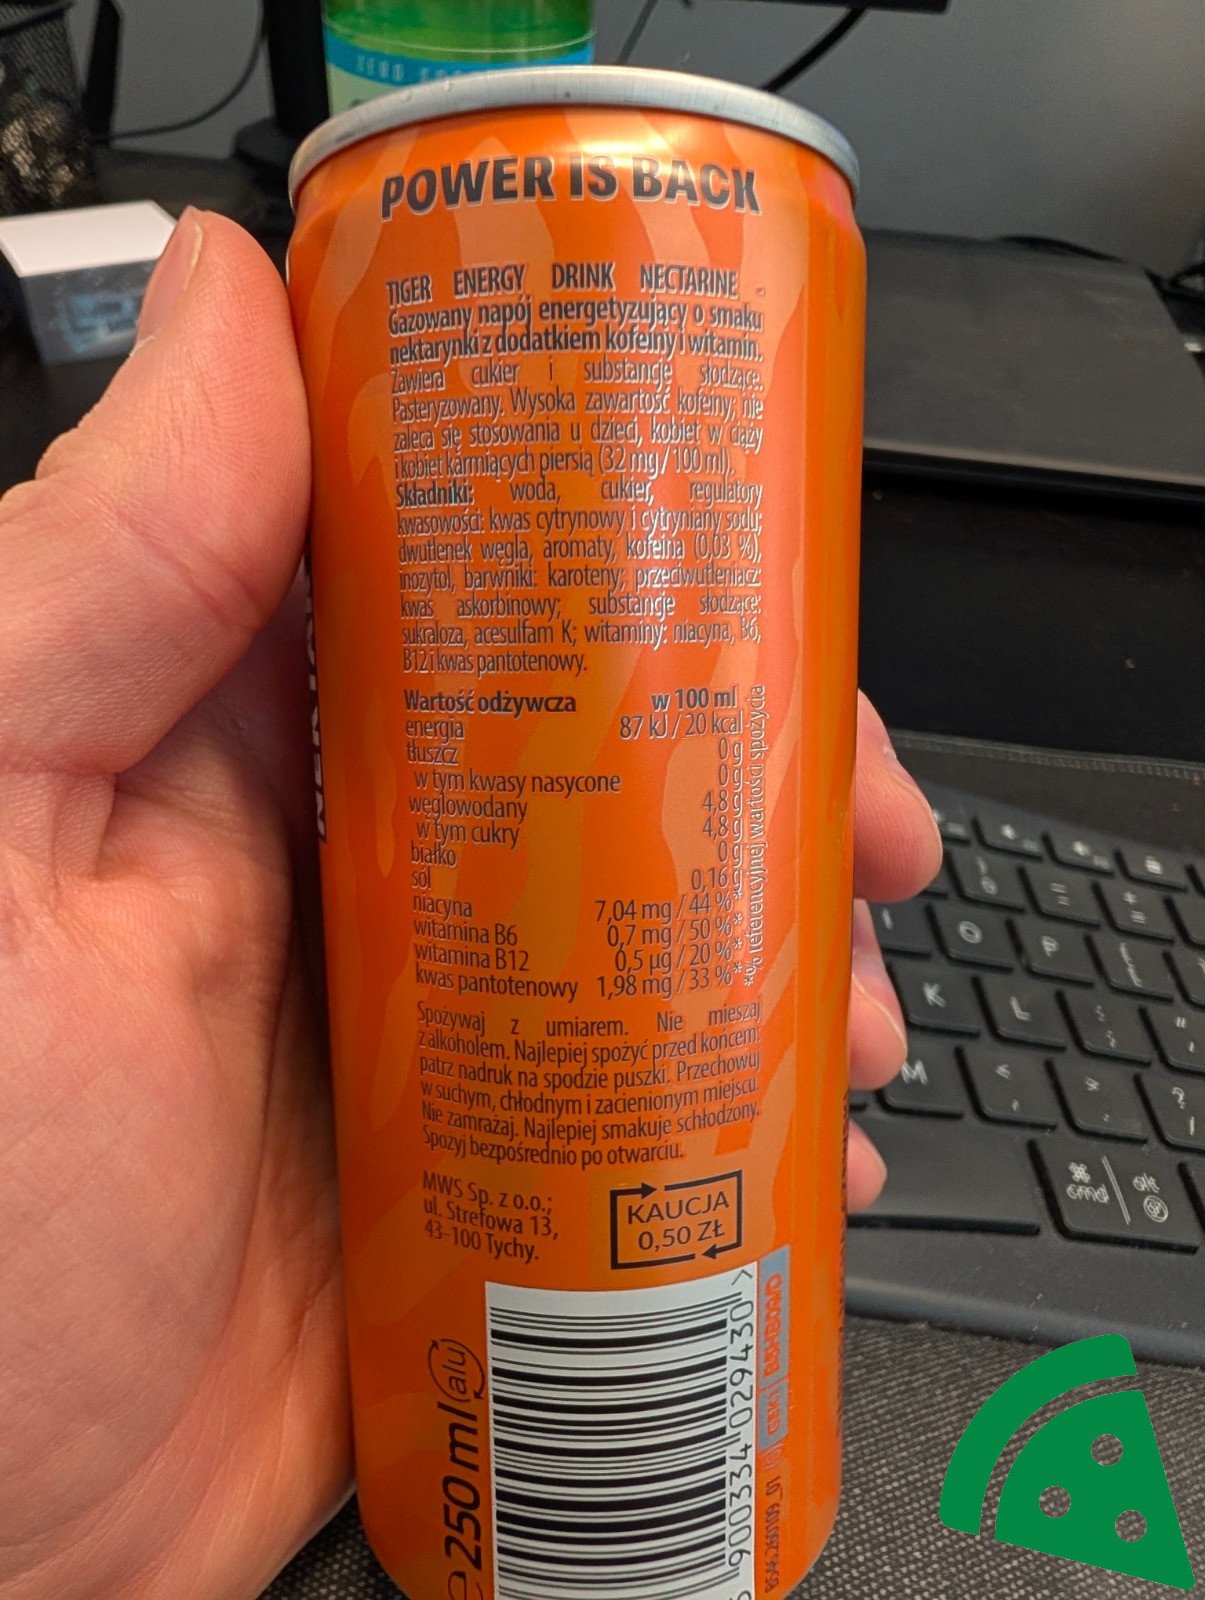 POWER IS BACK
TIGER ENERGY DRINK NECTARINE -
Gazowany napój energetyzujący o smaku
nektarynki z dodatkiem kofeiny i witamin.
Zawiera cukier i substancje słodzące.
Pasteryzowany. Wysoka zawartość kofeiny; nie
zaleca się stosowania u dzieci, kobiet w ciąży
i kobiet karmiących piersią (32 mg/100 ml).
Składniki: woda, cukier, regulatory
kwasowości: kwas cytrynowy i cytryniany sodu;
dwutlenek węgla, aromaty, kofeina (0,03 %),
inozytol, barwniki: karoteny; przeciwutleniacz:
kwas askorbinowy; substancje słodzące:
sukraloza, acesulfam K; witaminy: niacyna, B6,
B12 i kwas pantotenowy.
Wartość odżywcza w 100 ml
energia 87 kJ / 20 kcal
tłuszcz 0 g
w tym kwasy nasycone 0 g
węglowodany 4,8 g
w tym cukry 4,8 g
białko 0 g
sól 0,16 g
niacyna 7,04 mg / 44 %*
witamina B6 0,7 mg / 50 %*
witamina B12 0,5 µg / 20 %*
kwas pantotenowy 1,98 mg / 33 %*
*% referencyjnej wartości spożycia
Spożywaj z umiarem. Nie mieszaj
z alkoholem. Najlepiej spożyć przed końcem:
patrz nadruk na spodzie puszki. Przechowuj
w suchym, chłodnym i zacienionym miejscu.
Nie zamrażaj. Najlepiej smakuje schłodzony.
Spożyj bezpośrednio po otwarciu.
MWS Sp. z o.o.;
ul. Strefowa 13,
43-100 Tychy.
KAUCJA
0,50 ZŁ
e 250 ml
alu
900334 029430 >
K
L
M
O
P
cmd
alt